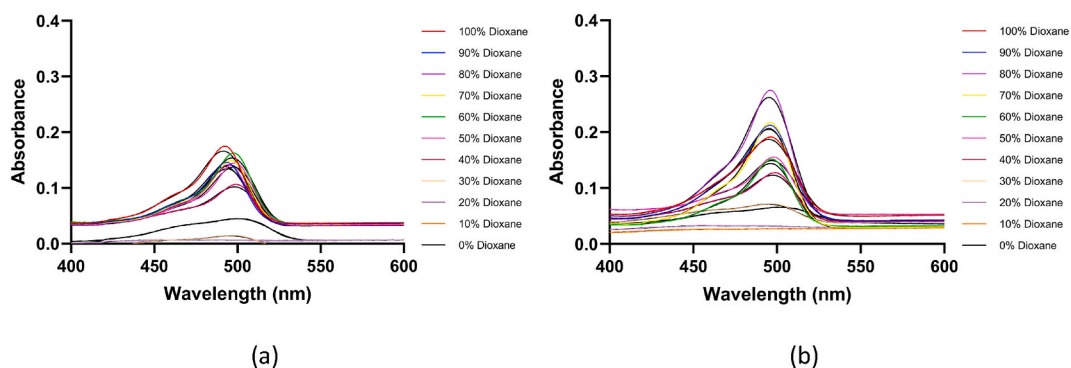 0.4
0.3
0.2
0.1
0.0
Absorbance
400
450
500
550
600
Wavelength (nm)
100% Dioxane
90% Dioxane
80% Dioxane
70% Dioxane
60% Dioxane
50% Dioxane
40% Dioxane
30% Dioxane
20% Dioxane
10% Dioxane
0% Dioxane
(a)
0.4
0.3
0.2
0.1
0.0
Absorbance
400
450
500
550
600
Wavelength (nm)
100% Dioxane
90% Dioxane
80% Dioxane
70% Dioxane
60% Dioxane
50% Dioxane
40% Dioxane
30% Dioxane
20% Dioxane
10% Dioxane
0% Dioxane
(b)